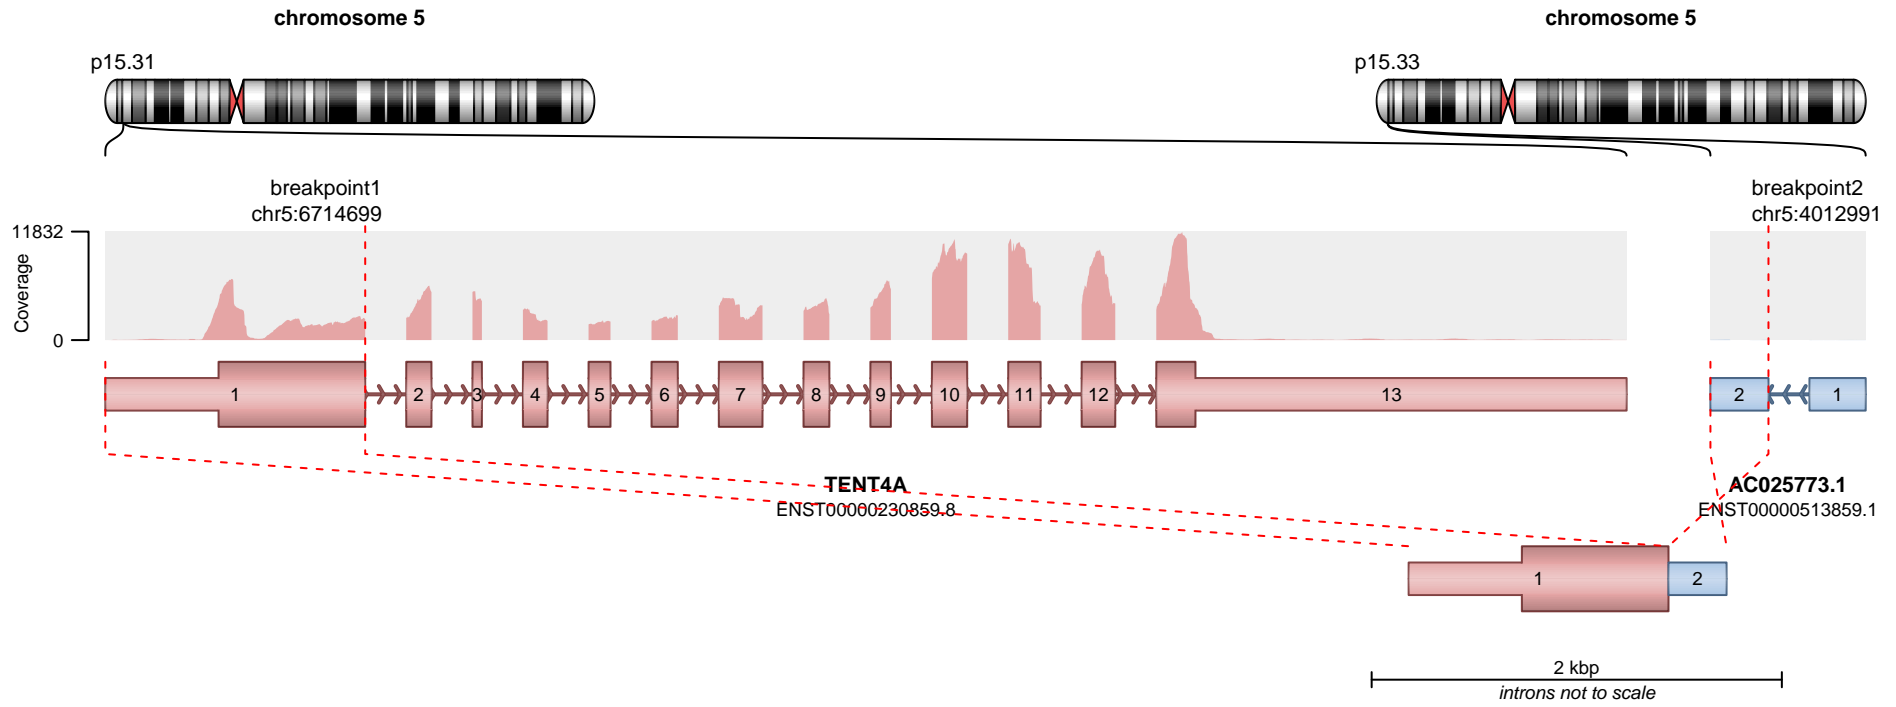 chromosome 5
chromosome 5
p15.31
p15.33
breakpoint1
chr5:6714699
breakpoint2
chr5:4012991
11832
Coverage
0
1
2
3
4
5
6
7
8
9
10
11
12
13
2
1
TENT4A
ENST00000230859.8
AC025773.1
ENST00000513859.1
1
2
2 kbp
introns not to scale